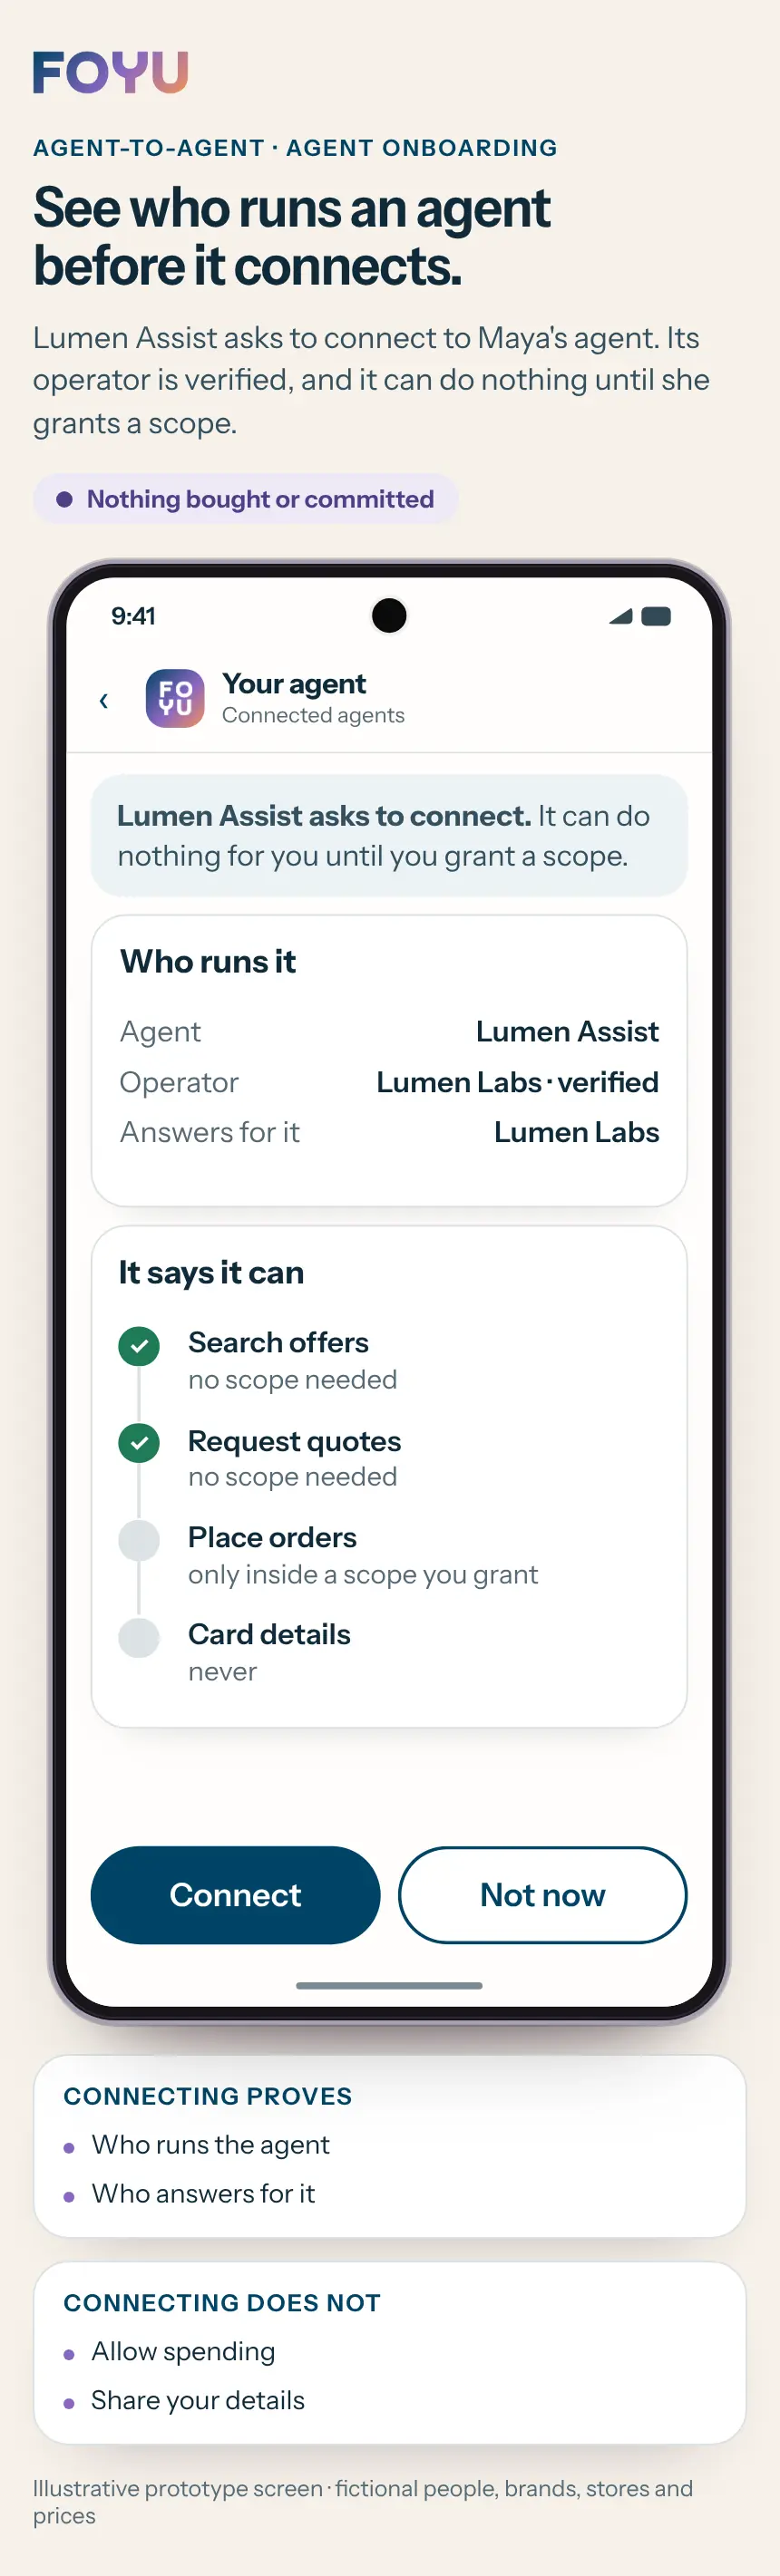 FOYU
AGENT-TO-AGENT · AGENT ONBOARDING
See who runs an agent
before it connects.
Lumen Assist asks to connect to Maya's agent. Its
operator is verified, and it can do nothing until she
grants a scope.
Nothing bought or committed
9:41
‹
FO
YU
Your agent
Connected agents
Lumen Assist asks to connect. It can do
nothing for you until you grant a scope.
Who runs it
Agent Lumen Assist
Operator Lumen Labs · verified
Answers for it Lumen Labs
It says it can
Search offers
no scope needed
Request quotes
no scope needed
Place orders
only inside a scope you grant
Card details
never
Connect Not now
CONNECTING PROVES
Who runs the agent
Who answers for it
CONNECTING DOES NOT
Allow spending
Share your details
Illustrative prototype screen · fictional people, brands, stores and
prices